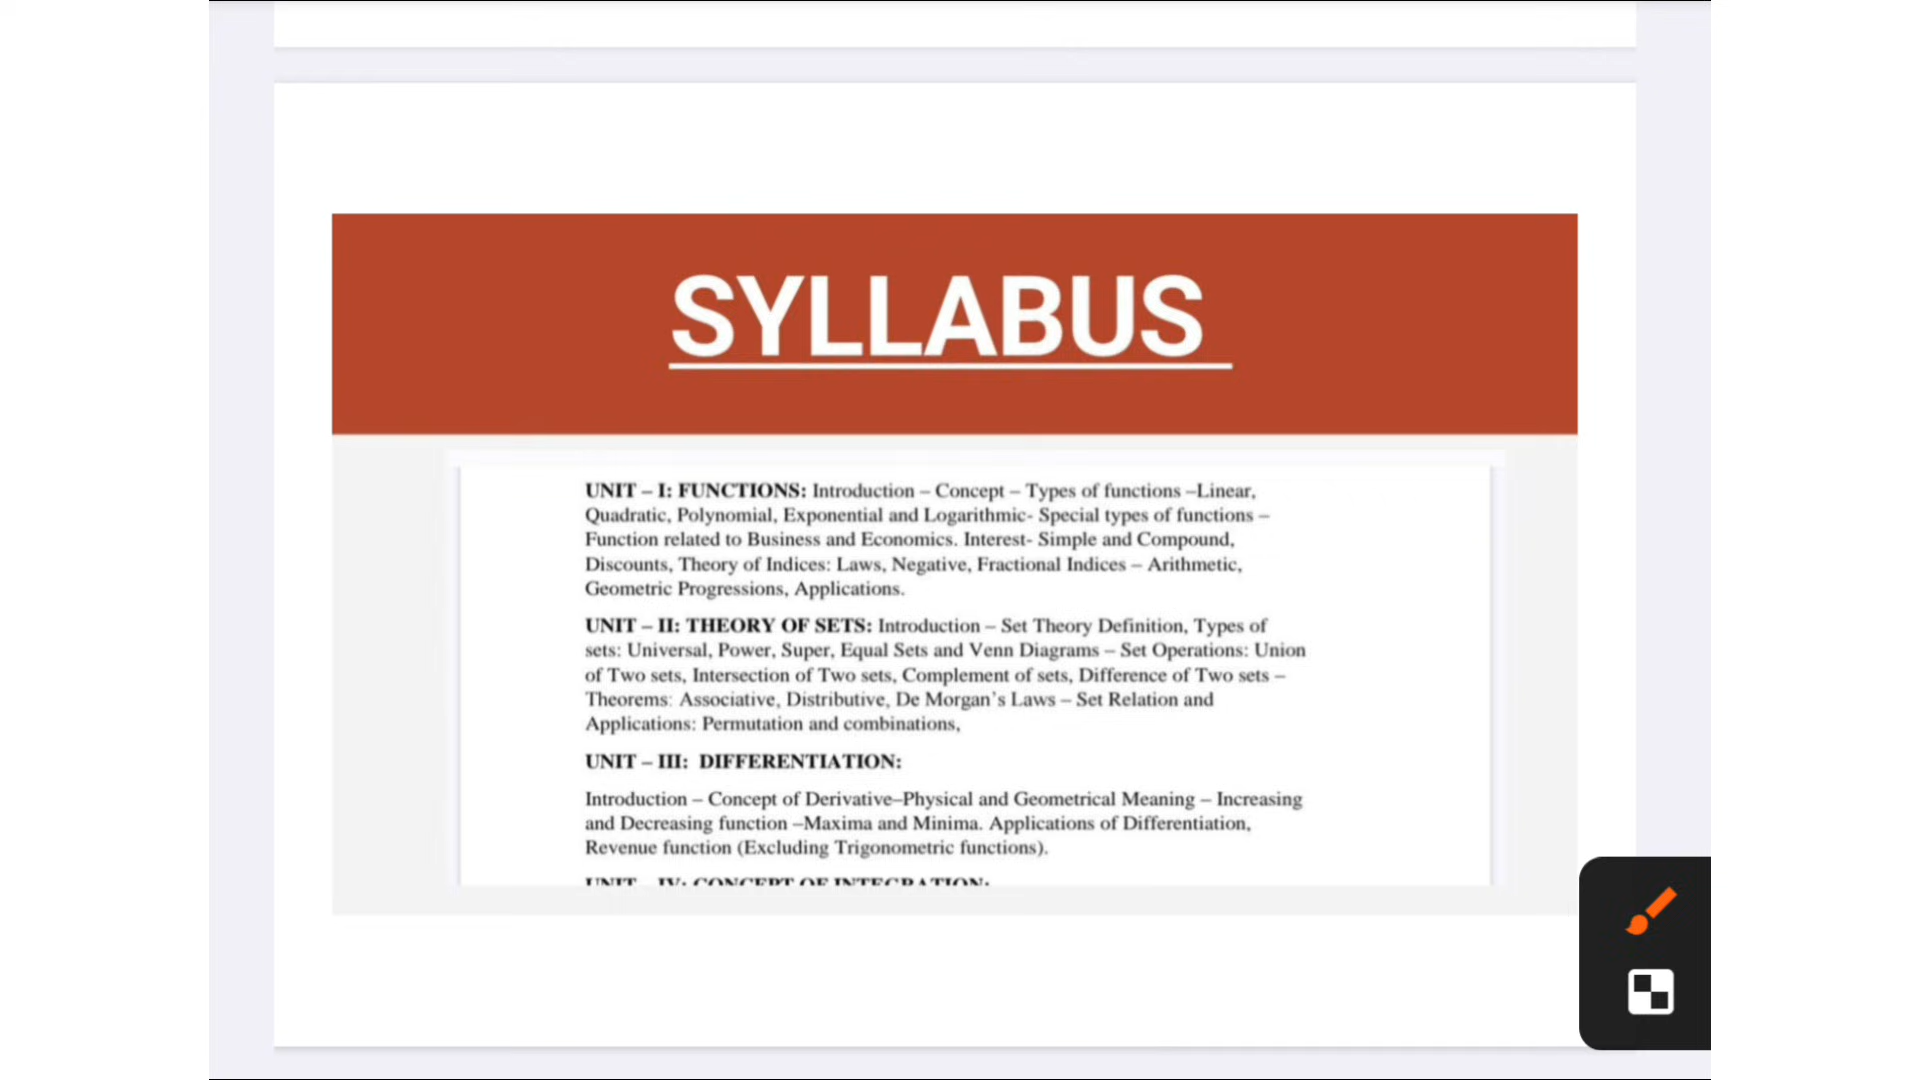 SYLLABUS
UNIT – I: FUNCTIONS: Introduction – Concept – Types of functions –Linear,
Quadratic, Polynomial, Exponential and Logarithmic- Special types of functions –
Function related to Business and Economics. Interest- Simple and Compound,
Discounts, Theory of Indices: Laws, Negative, Fractional Indices – Arithmetic,
Geometric Progressions, Applications.
UNIT – II: THEORY OF SETS: Introduction – Set Theory Definition, Types of
sets: Universal, Power, Super, Equal Sets and Venn Diagrams – Set Operations: Union
of Two sets, Intersection of Two sets, Complement of sets, Difference of Two sets –
Theorems: Associative, Distributive, De Morgan’s Laws – Set Relation and
Applications: Permutation and combinations,
UNIT – III: DIFFERENTIATION:
Introduction – Concept of Derivative–Physical and Geometrical Meaning – Increasing
and Decreasing function –Maxima and Minima. Applications of Differentiation,
Revenue function (Excluding Trigonometric functions).
UNIT – IV: CONCEPT OF INTEGRATION: